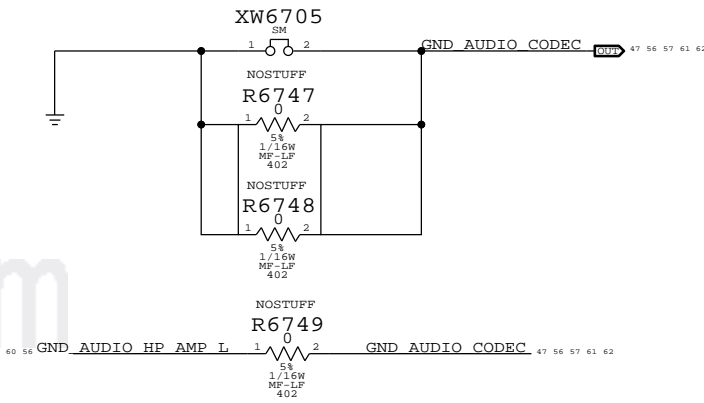 XW6705
SM
1 2 GND_AUDIO_CODEC OUT 47 56 57 61 62
NOSTUFF
R6747
0
1 2
5%
1/16W
MF-LF
402
NOSTUFF
R6748
0
1 2
5%
1/16W
MF-LF
402
NOSTUFF
R6749
0
60 56 GND_AUDIO_HP_AMP_L 1 2 GND_AUDIO_CODEC 47 56 57 61 62
5%
1/16W
MF-LF
402